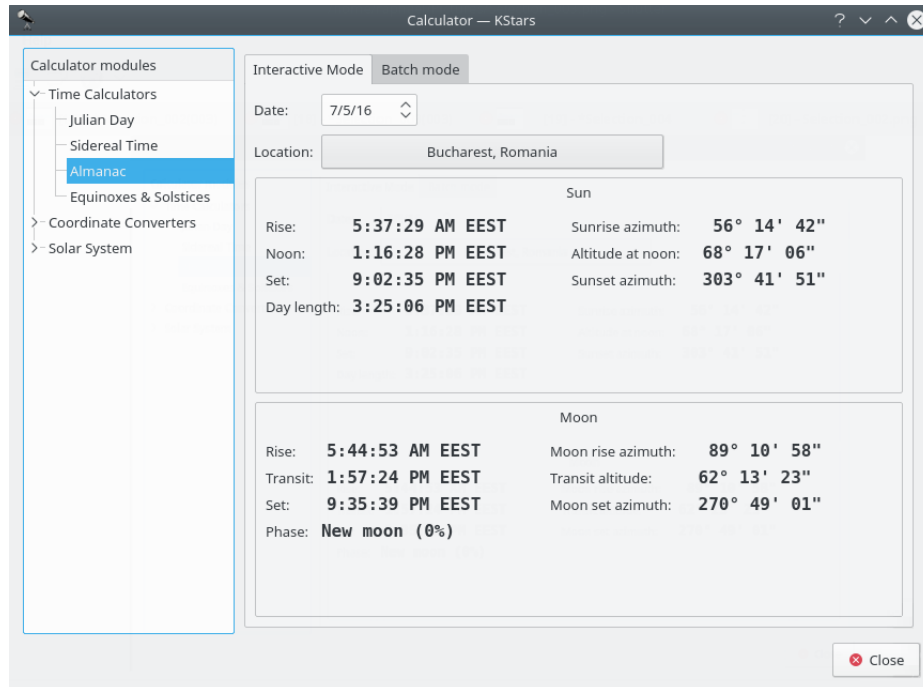 Calculator — KStars
Calculator modules
Time Calculators
Julian Day
Sidereal Time
Almanac
Equinoxes & Solstices
Coordinate Converters
Solar System
Interactive Mode
Batch mode
Date: 7/5/16
Location: Bucharest, Romania
Sun
Rise: 5:37:29 AM EEST Sunrise azimuth: 56° 14' 42"
Noon: 1:16:28 PM EEST Altitude at noon: 68° 17' 06"
Set: 9:02:35 PM EEST Sunset azimuth: 303° 41' 51"
Day length: 3:25:06 PM EEST
Moon
Rise: 5:44:53 AM EEST Moon rise azimuth: 89° 10' 58"
Transit: 1:57:24 PM EEST Transit altitude: 62° 13' 23"
Set: 9:35:39 PM EEST Moon set azimuth: 270° 49' 01"
Phase: New moon (0%)
Close